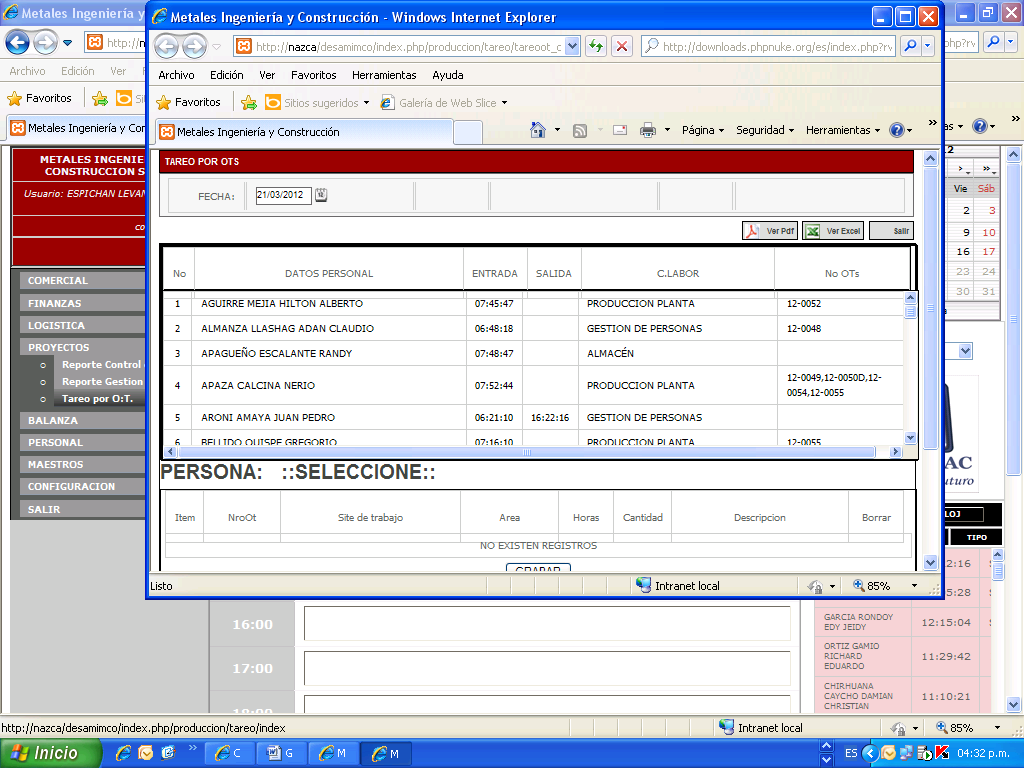 Metales Ingeniería y
Metales Ingeniería y Construcción - Windows Internet Explorer
http://nazca/desamimco/index.php/produccion/tareo/tareoot_c
http://downloads.phpnuke.org/es/index.php?rv
Archivo Edición Ver Favoritos Herramientas Ayuda
Favoritos Sitios sugeridos Galería de Web Slice
Metales Ingeniería y Construcción
Página Seguridad Herramientas
TAREO POR OTS
FECHA: 21/03/2012
Ver Pdf Ver Excel Salir
No DATOS PERSONAL ENTRADA SALIDA C.LABOR No OTs
1 AGUIRRE MEJIA HILTON ALBERTO 07:45:47 PRODUCCION PLANTA 12-0052
2 ALMANZA LLASHAG ADAN CLAUDIO 06:48:18 GESTION DE PERSONAS 12-0048
3 APAGUEÑO ESCALANTE RANDY 07:48:47 ALMACÉN
4 APAZA CALCINA NERIO 07:52:44 PRODUCCION PLANTA 12-0049,12-0050D,12-
0054,12-0055
5 ARONI AMAYA JUAN PEDRO 06:21:10 16:22:16 GESTION DE PERSONAS
6 BELLIDO QUISPE GREGORIO 07:16:10 PRODUCCION PLANTA 12-0055
PERSONA: ::SELECCIONE::
Item NroOt Site de trabajo Area Horas Cantidad Descripcion Borrar
NO EXISTEN REGISTROS
GRABAR
Listo Intranet local 85%
http://n
Archivo Edición Ver
Favoritos
Metales Ingeniería y Cor
METALES INGENIE
CONSTRUCCION S
Usuario: ESPICHAN LEVAN
co
COMERCIAL
FINANZAS
LOGISTICA
PROYECTOS
Reporte Control
Reporte Gestion
Tareo por O:T.
BALANZA
PERSONAL
MAESTROS
CONFIGURACION
SALIR
hp?rv
as
12
Vie Sáb
2 3
9 10
16 17
23 24
30 31
AC
uturo
LOJ
TIPO
2:16
5:28
GARCIA RONDOY
EDY JEIDY 12:15:04
ORTIZ GAMIO
RICHARD
EDUARDO 11:29:42
CHIRHUANA
CAYCHO DAMIAN
CHRISTIAN 11:10:21
16:00
17:00
18:00
http://nazca/desamimco/index.php/produccion/tareo/index Intranet local 85%
Inicio C G M M ES 04:32 p.m.